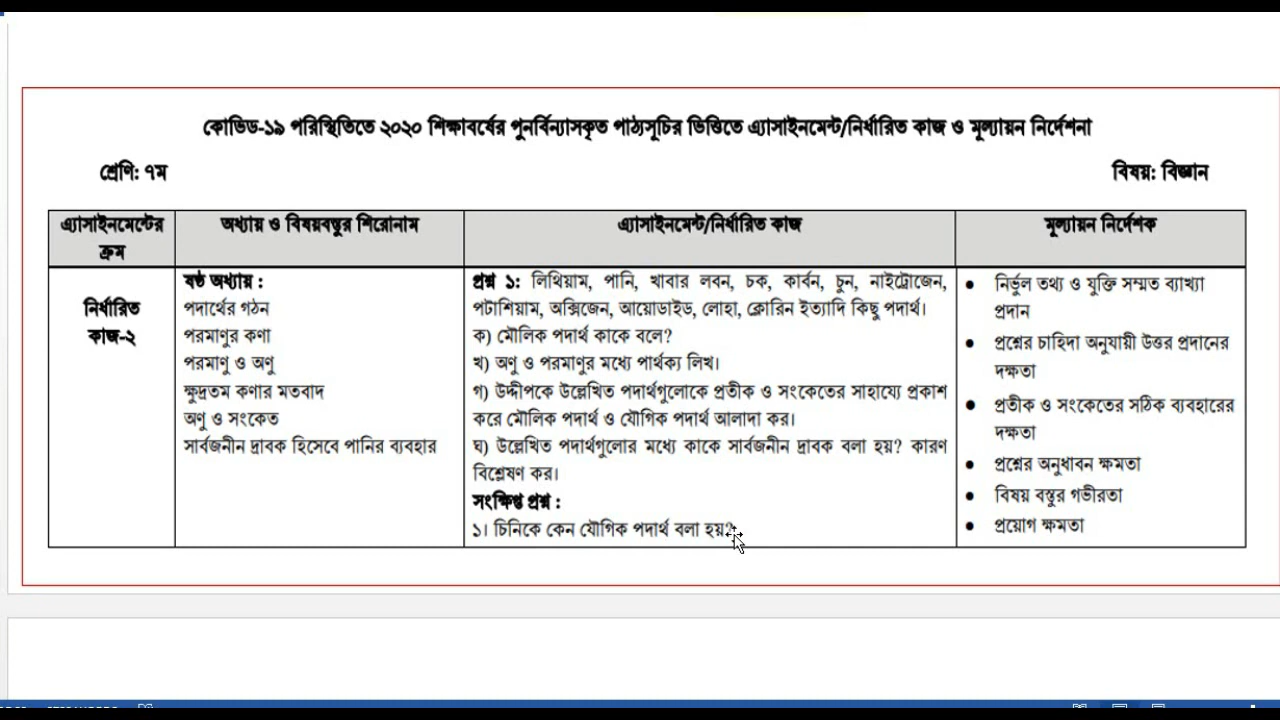 কোভিড-১৯ পরিস্থিতিতে ২০২০ শিক্ষাবর্ষের পুনর্বিন্যাসকৃত পাঠ্যসূচির ভিত্তিতে এ্যাসাইনমেন্ট/নির্ধারিত কাজ ও মূল্যায়ন নির্দেশনা
শ্রেণি: ৭ম
বিষয়: বিজ্ঞান
এ্যাসাইনমেন্টের
ক্রম
অধ্যায় ও বিষয়বস্তুর শিরোনাম
এ্যাসাইনমেন্ট/নির্ধারিত কাজ
মূল্যায়ন নির্দেশক
নির্ধারিত
কাজ-২
ষষ্ঠ অধ্যায় :
পদার্থের গঠন
পরমাণুর কণা
পরমাণু ও অণু
ক্ষুদ্রতম কণার মতবাদ
অণু ও সংকেত
সার্বজনীন দ্রাবক হিসেবে পানির ব্যবহার
প্রশ্ন ১: লিথিয়াম, পানি, খাবার লবন, চক, কার্বন, চুন, নাইট্রোজেন,
পটাশিয়াম, অক্সিজেন, আয়োডাইড, লোহা, ক্লোরিন ইত্যাদি কিছু পদার্থ।
ক) মৌলিক পদার্থ কাকে বলে?
খ) অণু ও পরমাণুর মধ্যে পার্থক্য লিখ।
গ) উদ্দীপকে উল্লেখিত পদার্থগুলোকে প্রতীক ও সংকেতের সাহায্যে প্রকাশ
করে মৌলিক পদার্থ ও যৌগিক পদার্থ আলাদা কর।
ঘ) উল্লেখিত পদার্থগুলোর মধ্যে কাকে সার্বজনীন দ্রাবক বলা হয়? কারণ
বিশ্লেষণ কর।
সংক্ষিপ্ত প্রশ্ন :
১। চিনিকে কেন যৌগিক পদার্থ বলা হয়?
• নির্ভুল তথ্য ও যুক্তি সম্মত ব্যাখ্যা
প্রদান
• প্রশ্নের চাহিদা অনুযায়ী উত্তর প্রদানের
দক্ষতা
• প্রতীক ও সংকেতের সঠিক ব্যবহারের
দক্ষতা
• প্রশ্নের অনুধাবন ক্ষমতা
• বিষয় বস্তুর গভীরতা
• প্রয়োগ ক্ষমতা